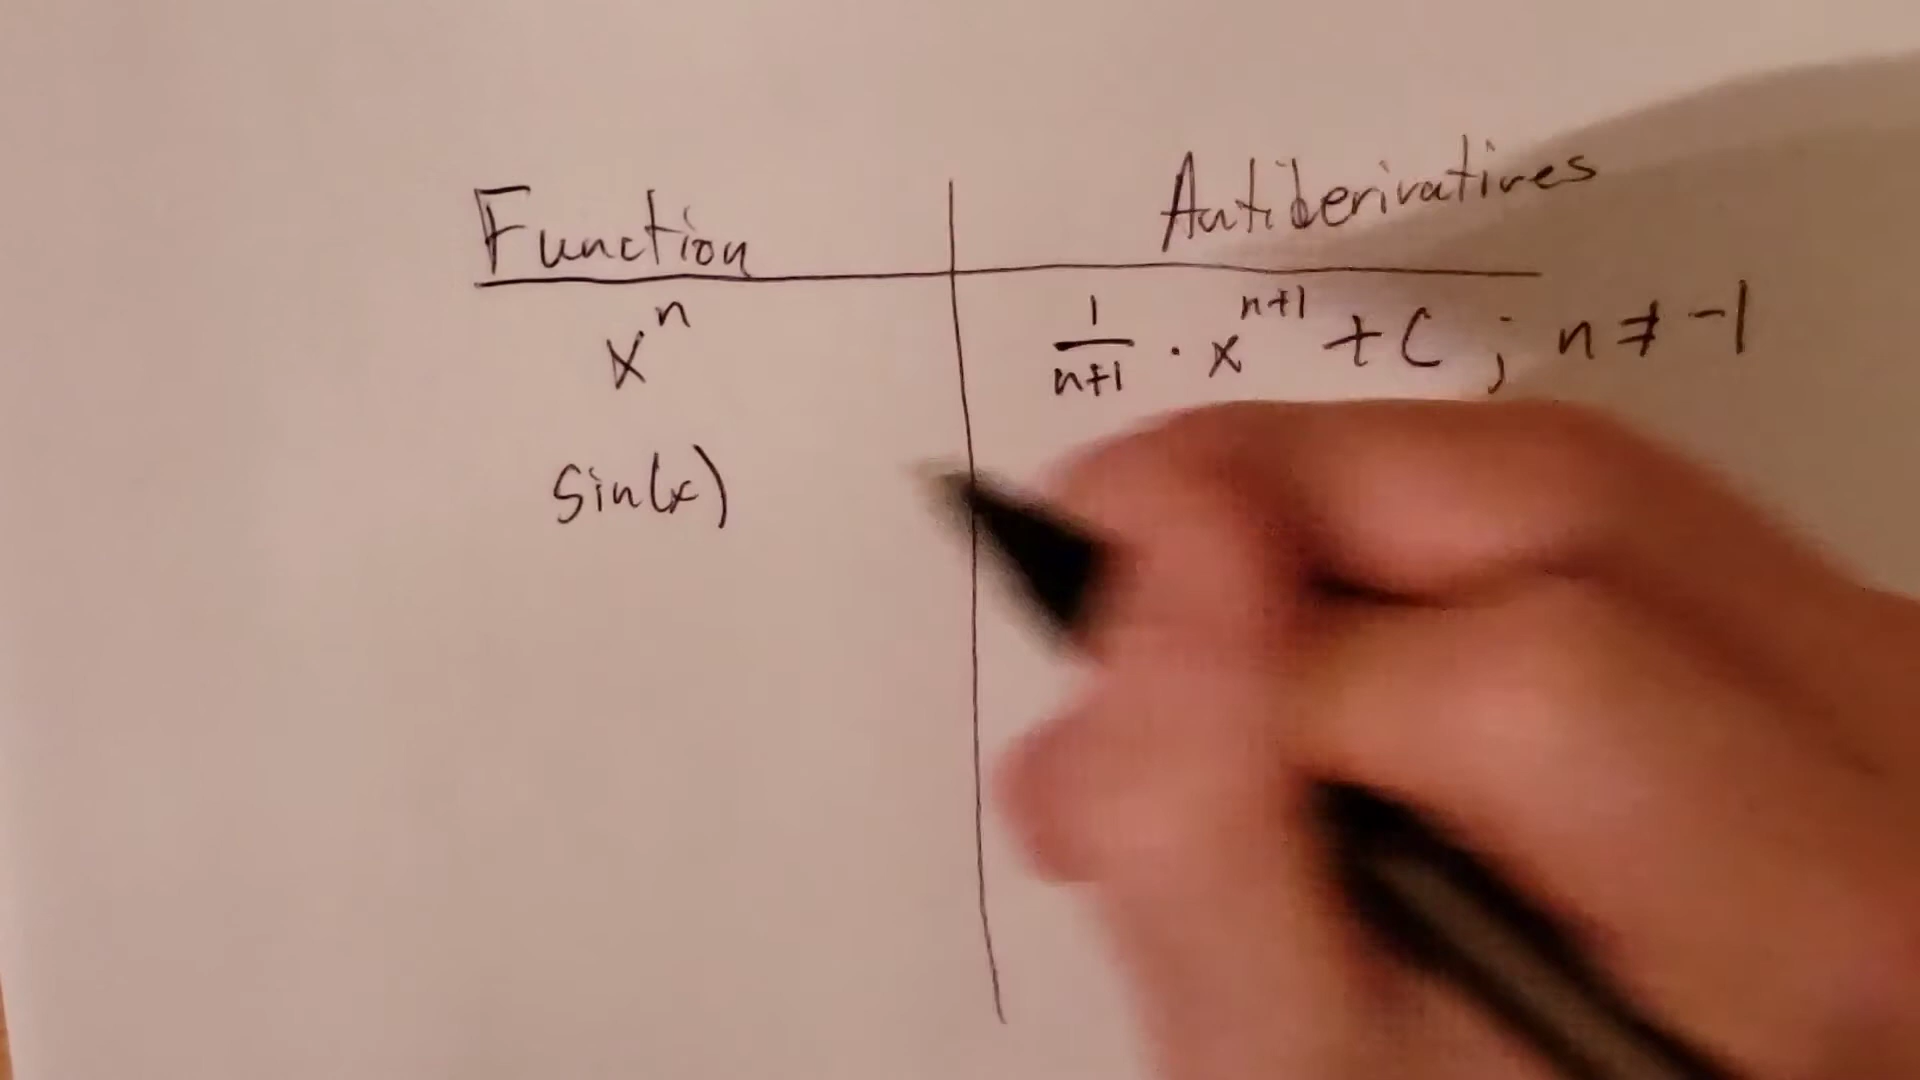 Function Antiderivatives
x^n 1/(n+1) · x^(n+1) + C ; n ≠ -1
sin(x)